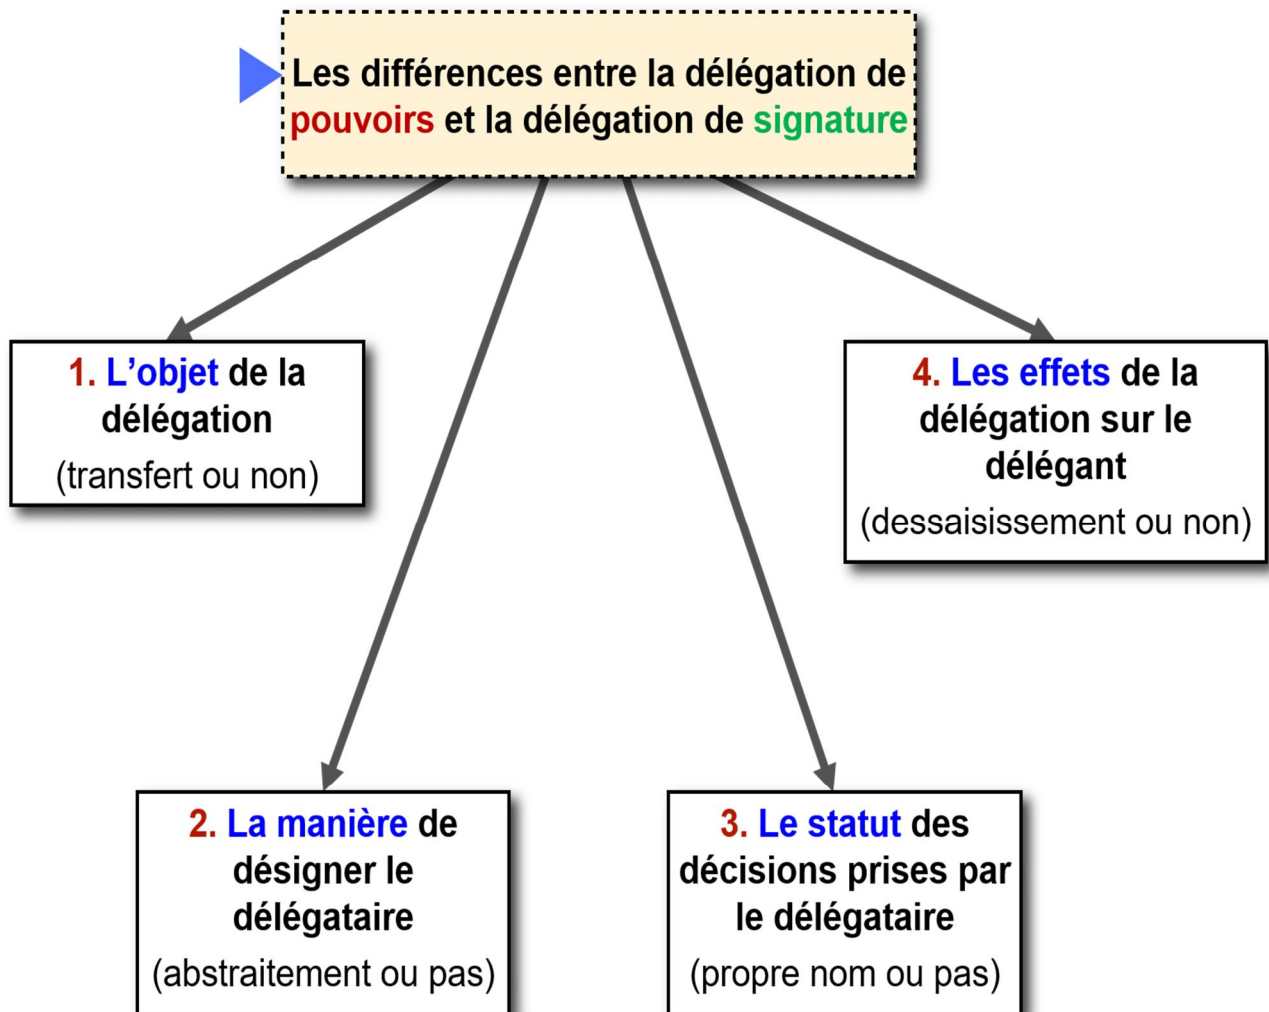 Les différences entre la délégation de
pouvoirs et la délégation de signature
1. L’objet de la
délégation
(transfert ou non)
2. La manière de
désigner le
délégataire
(abstraitement ou pas)
3. Le statut des
décisions prises par
le délégataire
(propre nom ou pas)
4. Les effets de la
délégation sur le
délégant
(dessaisissement ou non)